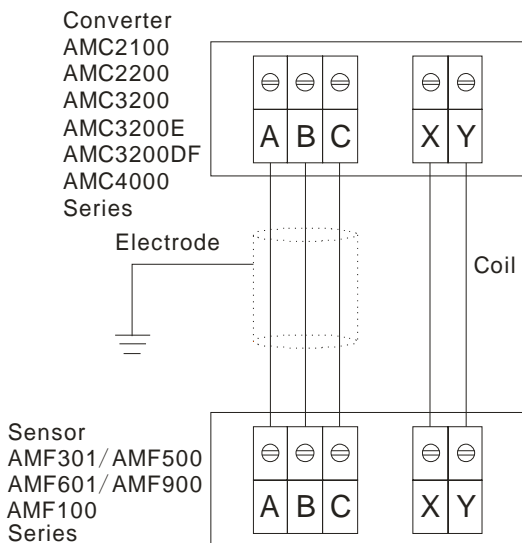 Converter
AMC2100
AMC2200
AMC3200
AMC3200E
AMC3200DF
AMC4000
Series
A B C X Y
Electrode
Coil
Sensor
AMF301/AMF500
AMF601/AMF900
AMF100
Series
A B C X Y